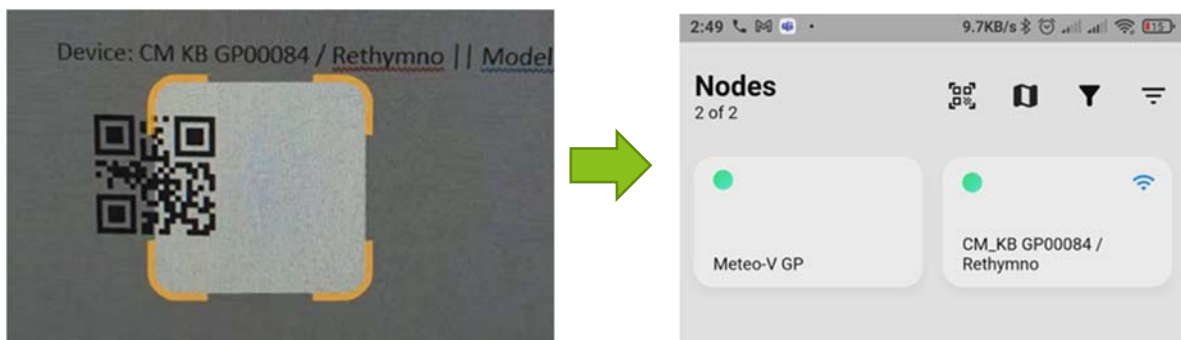 Device: CM KB GP00084 / Rethymno || Model
2:49
9.7KB/s
15
Nodes
2 of 2
Meteo-V GP
CM_KB GP00084 /
Rethymno